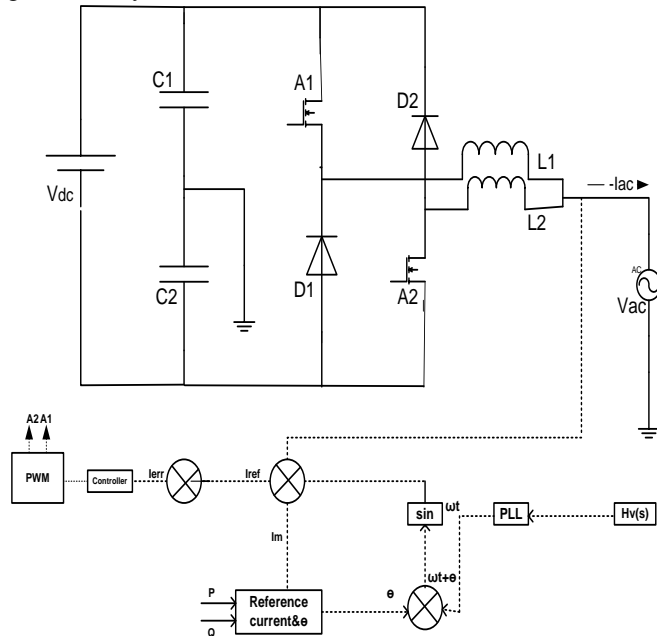 A1
C1
D2
L1
-Iac
Vdc
L2
AC
C2
D1
A2
Vac
A2 A1
PWM
Controller
Ierr
Iref
sin
ωt
PLL
Hv(s)
Im
ωt+ɵ
P
Q
Reference
current&ɵ
ɵ